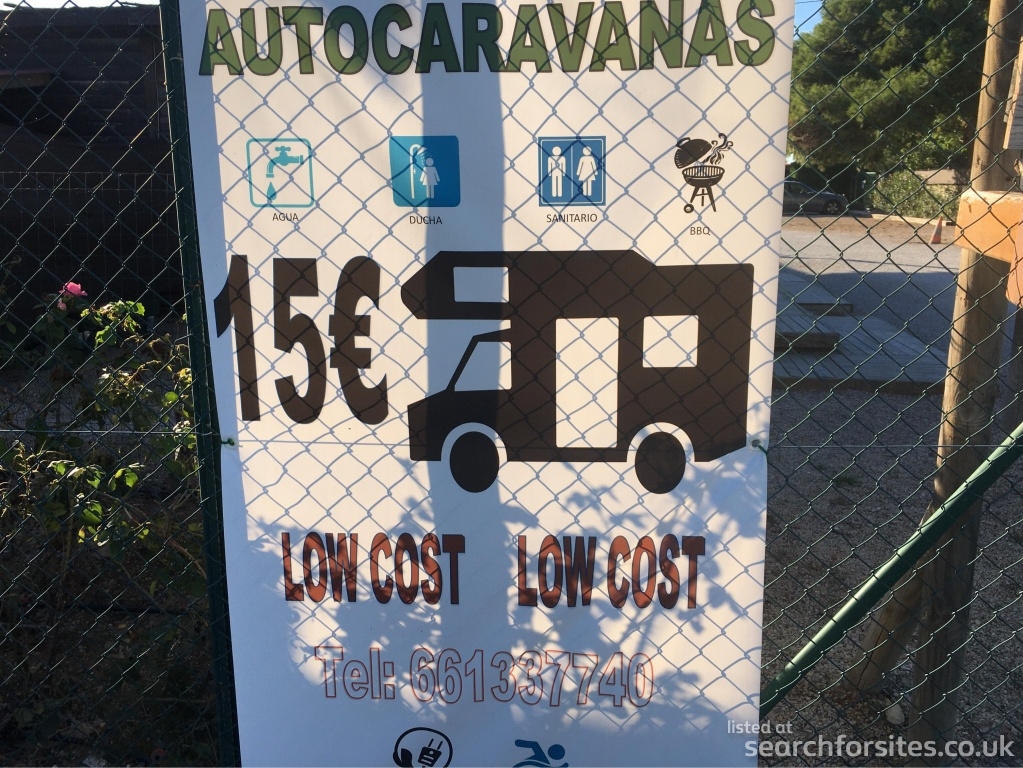 AUTOCARAVANAS
AGUA DUCHA SANITARIO BBQ
15€
LOW COST LOW COST
Tel: 661337740
listed at
searchforsites.co.uk